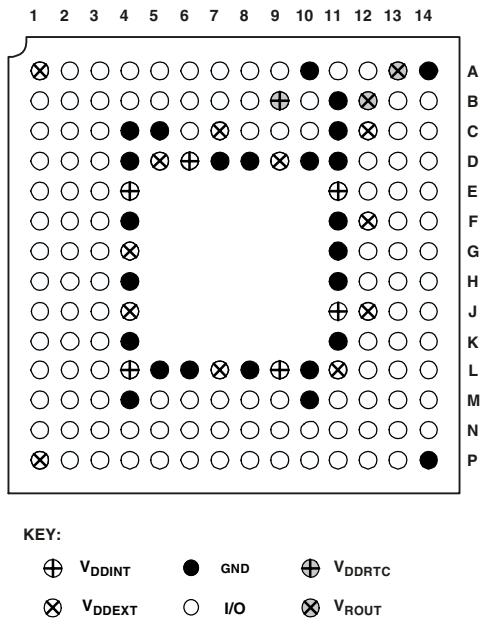 1 2 3 4 5 6 7 8 9 10 11 12 13 14
A
B
C
D
E
F
G
H
J
K
L
M
N
P
KEY:
VDDINT GND VDDRTC
VDDEXT I/O VROUT